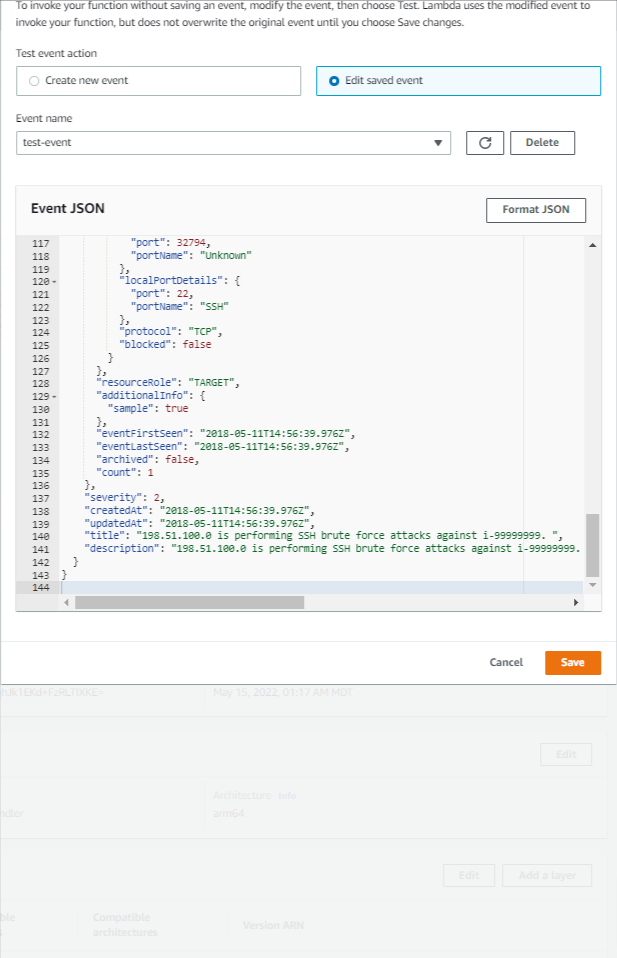 To invoke your function without saving an event, modify the event, then choose Test. Lambda uses the modified event to
invoke your function, but does not overwrite the original event until you choose Save changes.
Test event action
Create new event
Edit saved event
Event name
test-event
Delete
Event JSON
Format JSON
117 "port": 32794,
118 "portName": "Unknown"
119 },
120 "localPortDetails": {
121 "port": 22,
122 "portName": "SSH"
123 },
124 "protocol": "TCP",
125 "blocked": false
126 }
127 },
128 "resourceRole": "TARGET",
129 "additionalInfo": {
130 "sample": true
131 },
132 "eventFirstSeen": "2018-05-11T14:56:39.976Z",
133 "eventLastSeen": "2018-05-11T14:56:39.976Z",
134 "archived": false,
135 "count": 1
136 },
137 "severity": 2,
138 "createdAt": "2018-05-11T14:56:39.976Z",
139 "updatedAt": "2018-05-11T14:56:39.976Z",
140 "title": "198.51.100.0 is performing SSH brute force attacks against i-99999999. ",
141 "description": "198.51.100.0 is performing SSH brute force attacks against i-99999999.
142 }
143 }
144
Cancel
Save
May 15, 2022, 01:17 AM MDT
Edit
Architecture Info
ndler
arm64
Edit
Add a layer
ble
Compatible
architectures
Version ARN